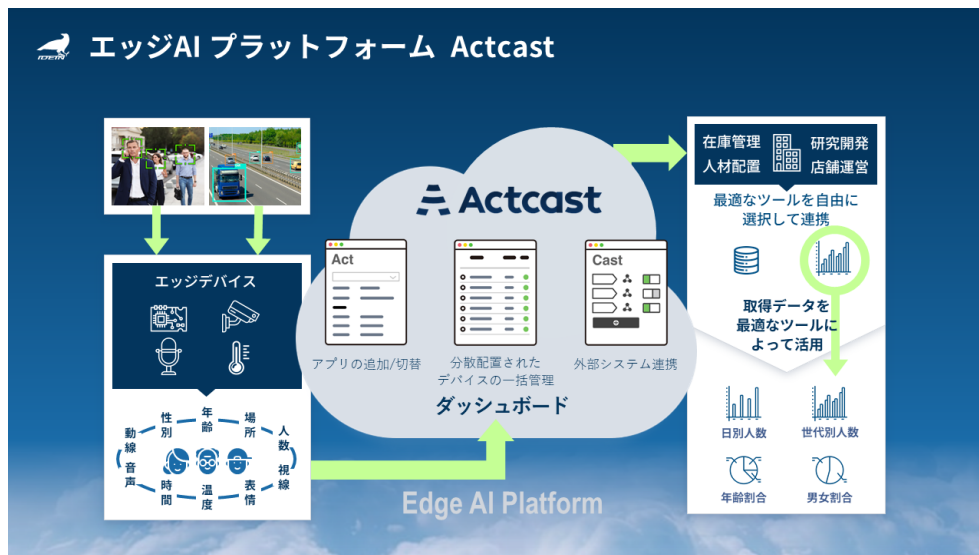 IDEIN
エッジAI プラットフォーム Actcast
エッジデバイス
動線
性別
年齢
場所
人数
音声
時間
温度
表情
視線
Actcast
Act
アプリの追加/切替
分散配置された
デバイスの一括管理
Cast
外部システム連携
ダッシュボード
Edge AI Platform
在庫管理
人材配置
研究開発
店舗運営
最適なツールを自由に
選択して連携
取得データを
最適なツールに
よって活用
日別人数
世代別人数
年齢割合
男女割合